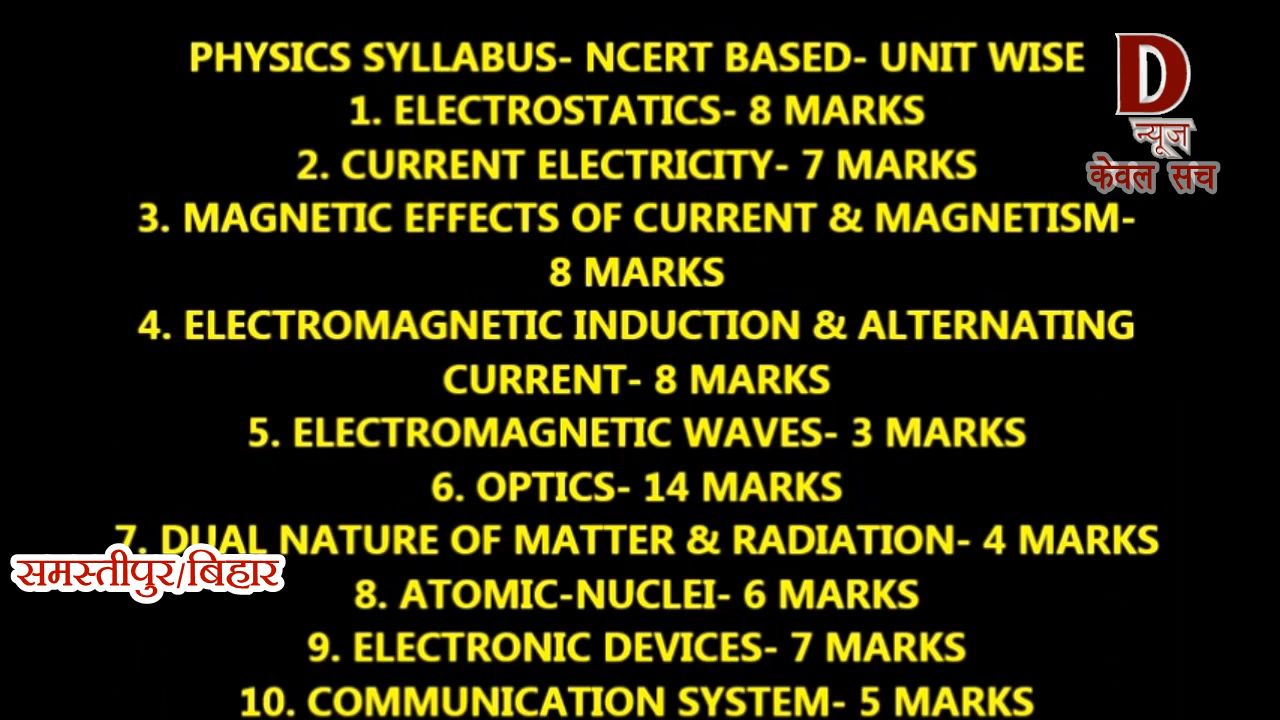 PHYSICS SYLLABUS- NCERT BASED- UNIT WISE
1. ELECTROSTATICS- 8 MARKS
2. CURRENT ELECTRICITY- 7 MARKS
3. MAGNETIC EFFECTS OF CURRENT & MAGNETISM-
8 MARKS
4. ELECTROMAGNETIC INDUCTION & ALTERNATING
CURRENT- 8 MARKS
5. ELECTROMAGNETIC WAVES- 3 MARKS
6. OPTICS- 14 MARKS
7. DUAL NATURE OF MATTER & RADIATION- 4 MARKS
8. ATOMIC-NUCLEI- 6 MARKS
9. ELECTRONIC DEVICES- 7 MARKS
10. COMMUNICATION SYSTEM- 5 MARKS
D
न्यूज
केवल सच
समस्तीपुर/बिहार